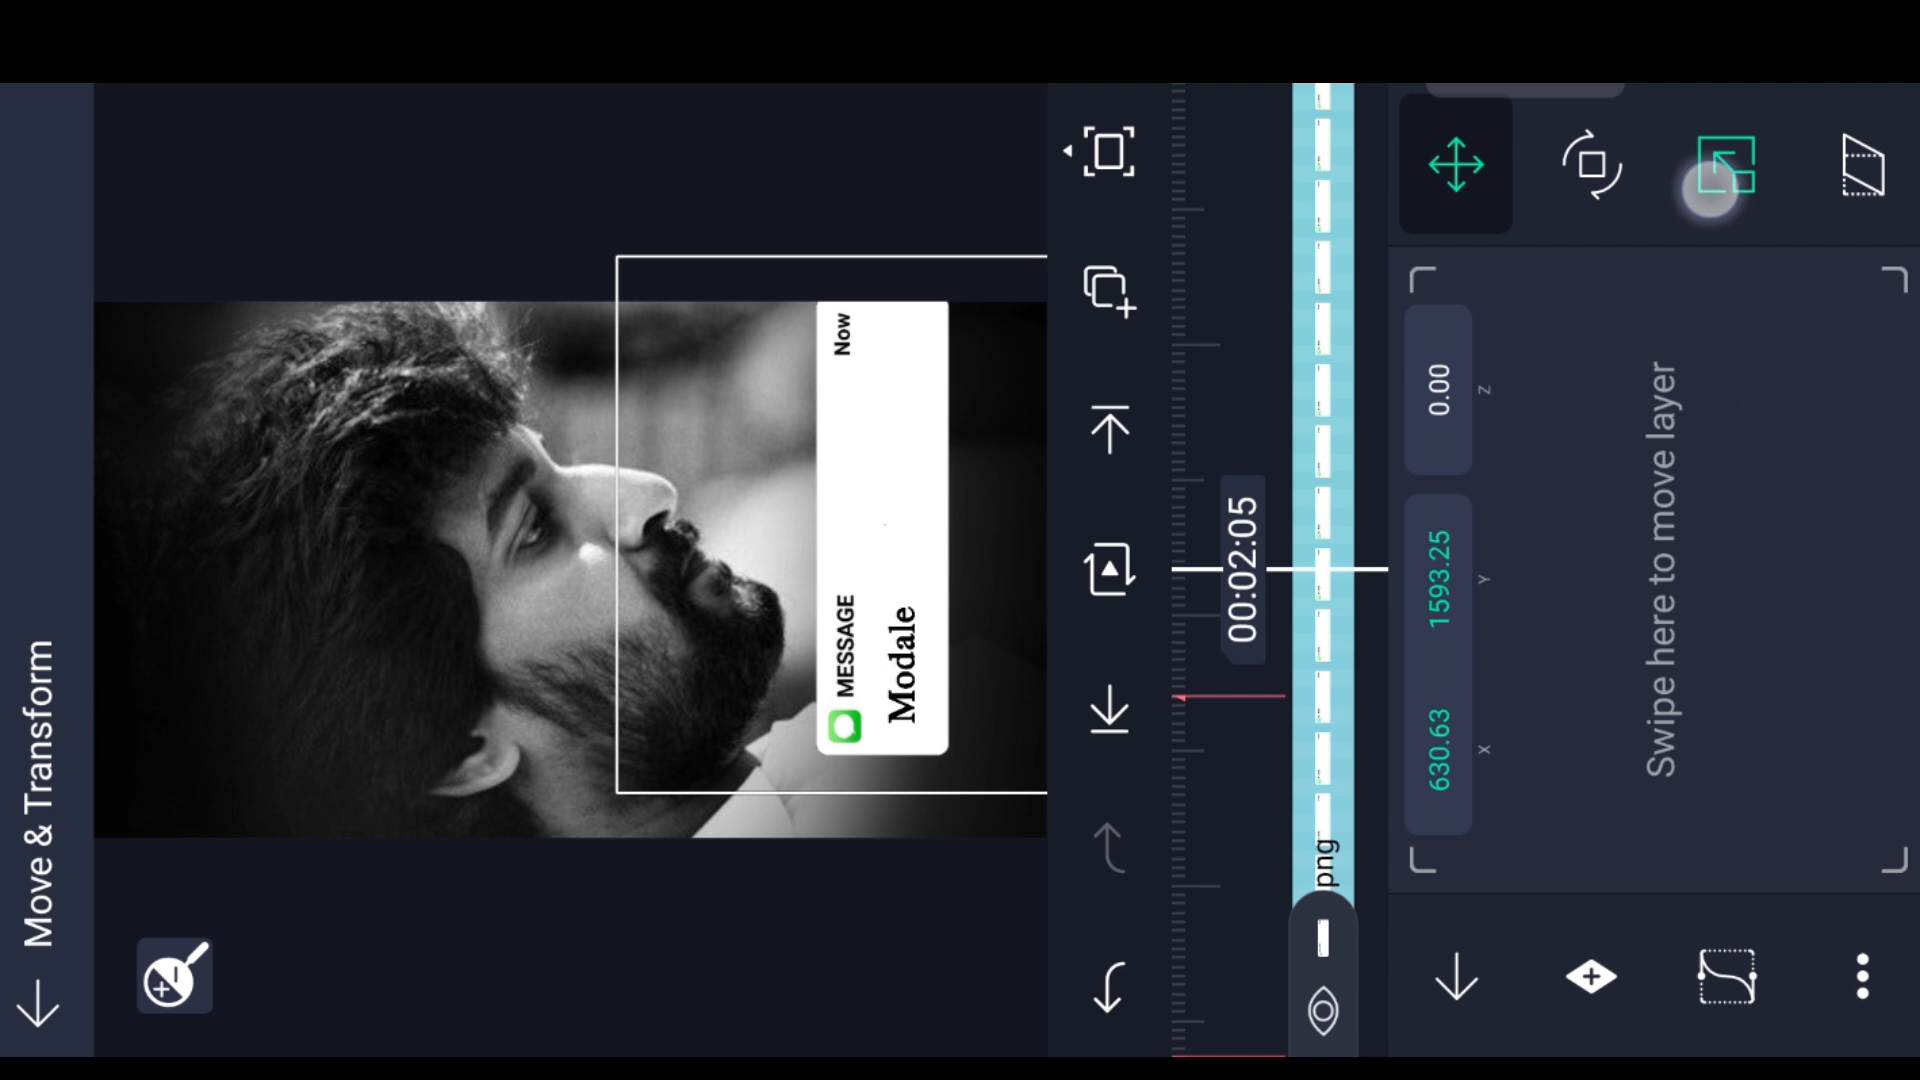 Move & Transform
MESSAGE
Now
Modale
00:02:05
png
630.63
1593.25
0.00
X
Y
Z
Swipe here to move layer